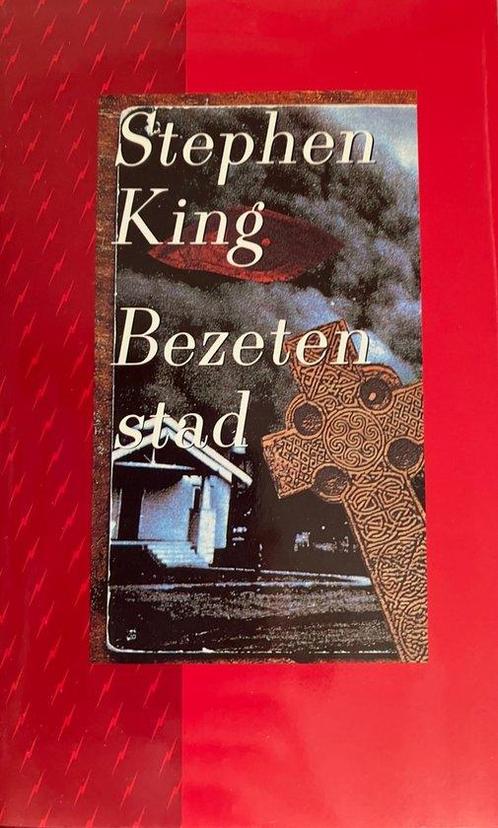 Stephen
King
Bezeten
stad